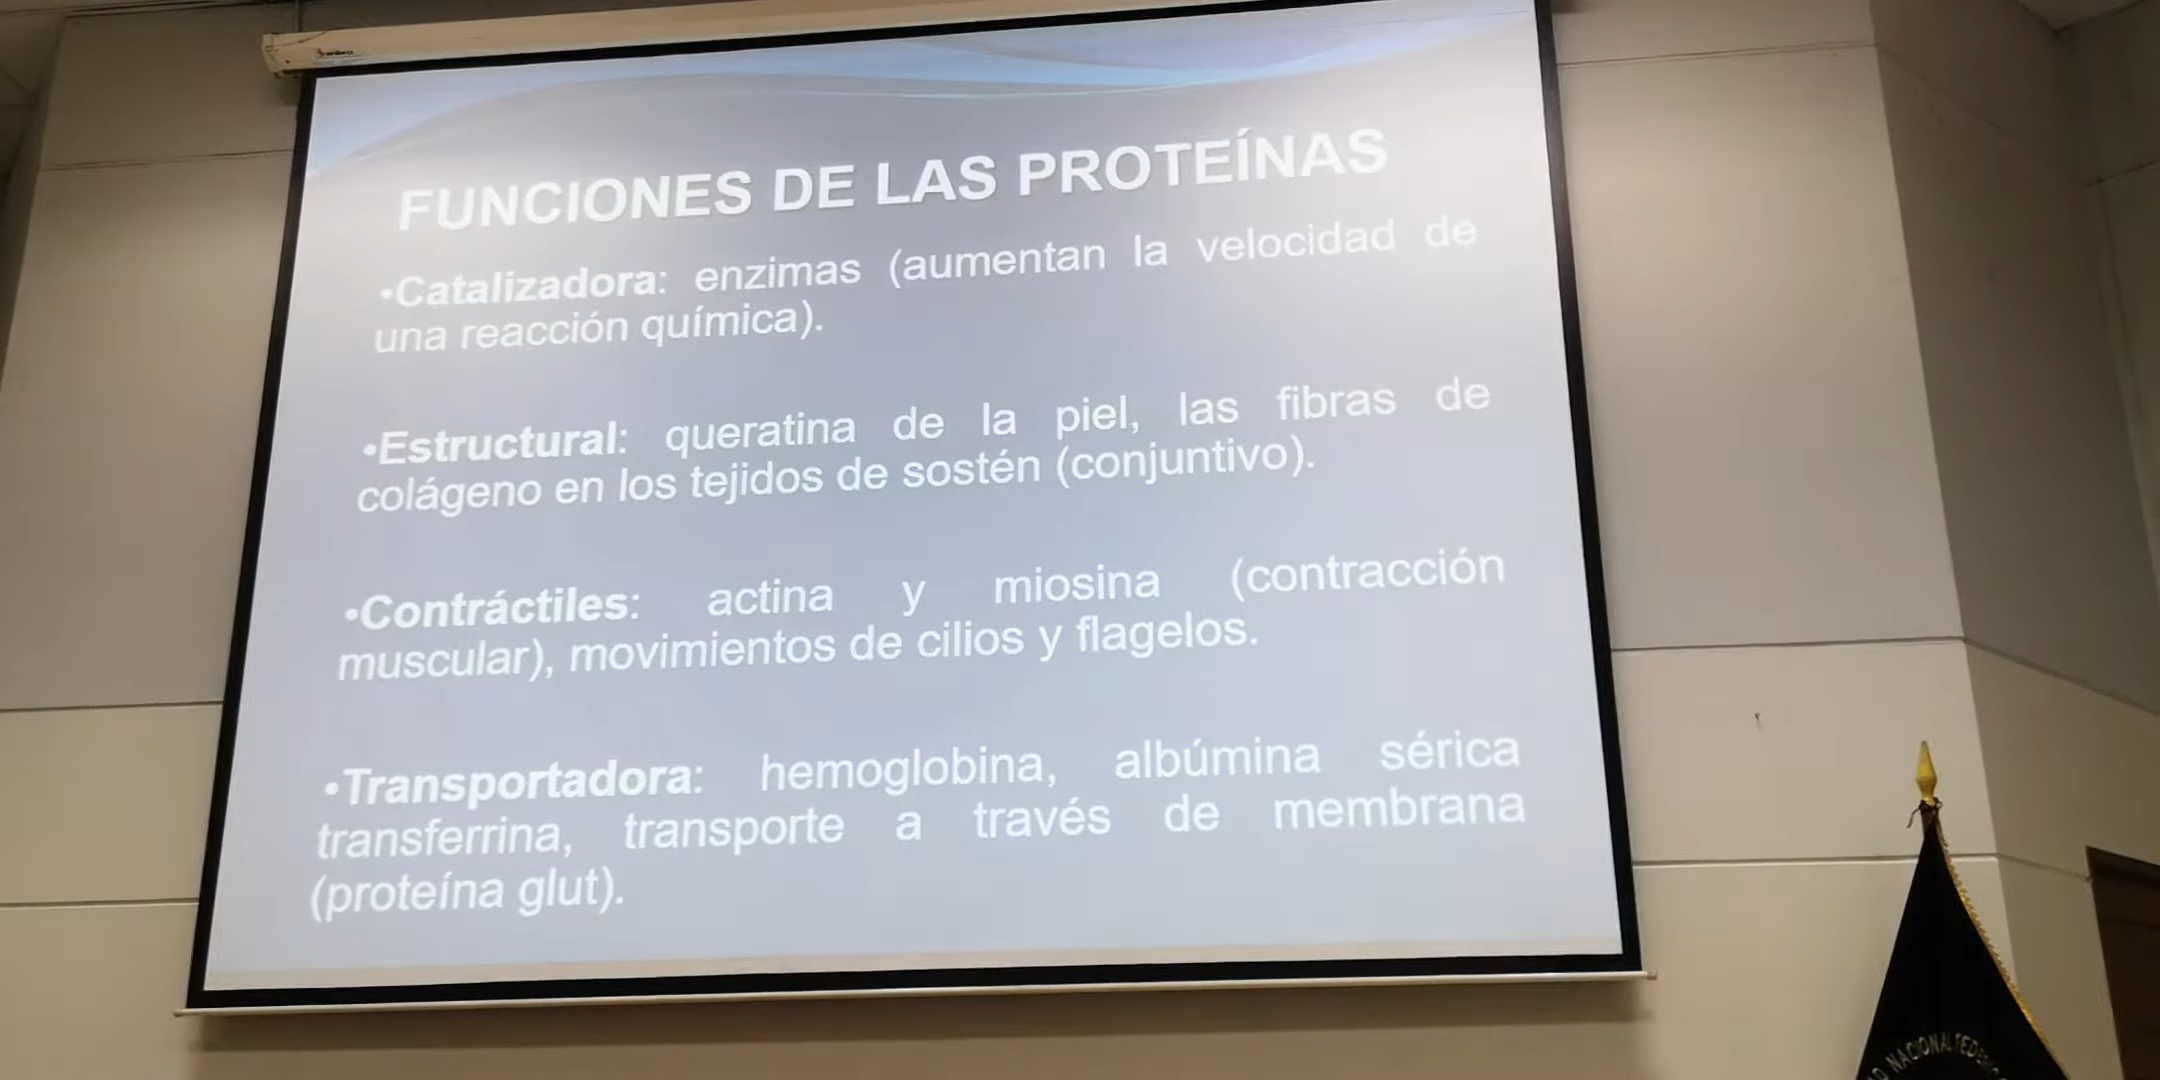 FUNCIONES DE LAS PROTEÍNAS
•Catalizadora: enzimas (aumentan la velocidad de
una reacción química).
•Estructural: queratina de la piel, las fibras de
colágeno en los tejidos de sostén (conjuntivo).
•Contráctiles: actina y miosina (contracción
muscular), movimientos de cilios y flagelos.
•Transportadora: hemoglobina, albúmina sérica
transferrina, transporte a través de membrana
(proteína glut).
NACIONAL